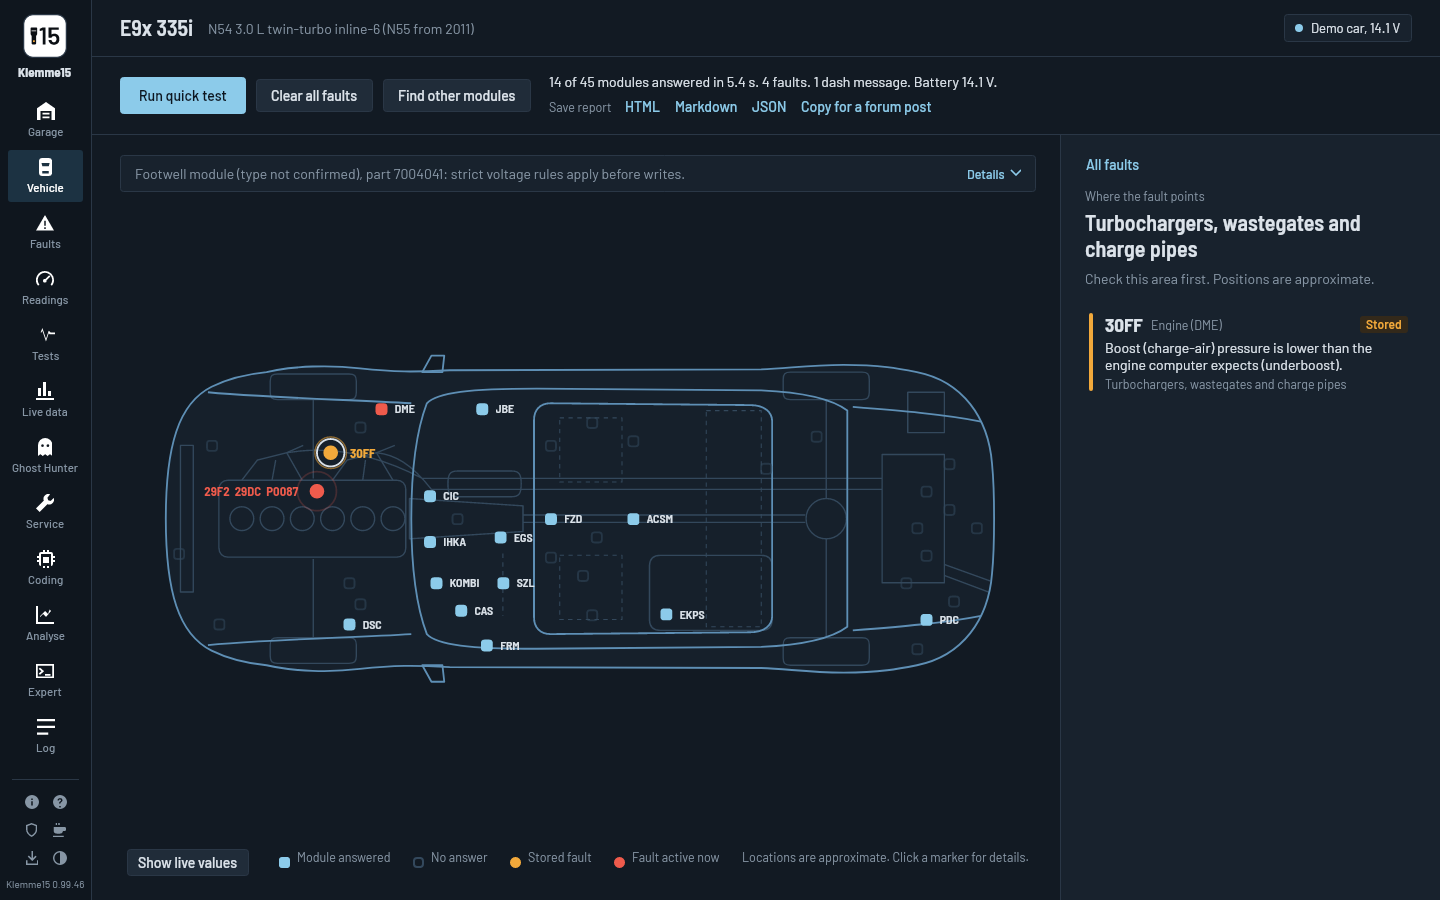 E9x 335i
N54 3.0 L twin-turbo inline-6 (N55 from 2011)
Demo car, 14.1 V
15
Klemme15
Garage
Vehicle
Faults
Readings
Tests
Live data
Ghost Hunter
Service
Coding
Analyse
Expert
Log
Klemme15 0.99.46
Run quick test
Clear all faults
Find other modules
14 of 45 modules answered in 5.4 s. 4 faults. 1 dash message. Battery 14.1 V.
Save report HTML Markdown JSON Copy for a forum post
Footwell module (type not confirmed), part 7004041: strict voltage rules apply before writes.
Details
DME
JBE
30FF
29F2 29DC P0087
CIC
FZD
ACSM
EGS
IHKA
KOMBI
SZL
CAS
EKPS
DSC
PDC
FRM
Show live values
Module answered
No answer
Stored fault
Fault active now
Locations are approximate. Click a marker for details.
All faults
Where the fault points
Turbochargers, wastegates and
charge pipes
Check this area first. Positions are approximate.
30FF Engine (DME)
Stored
Boost (charge-air) pressure is lower than the
engine computer expects (underboost).
Turbochargers, wastegates and charge pipes